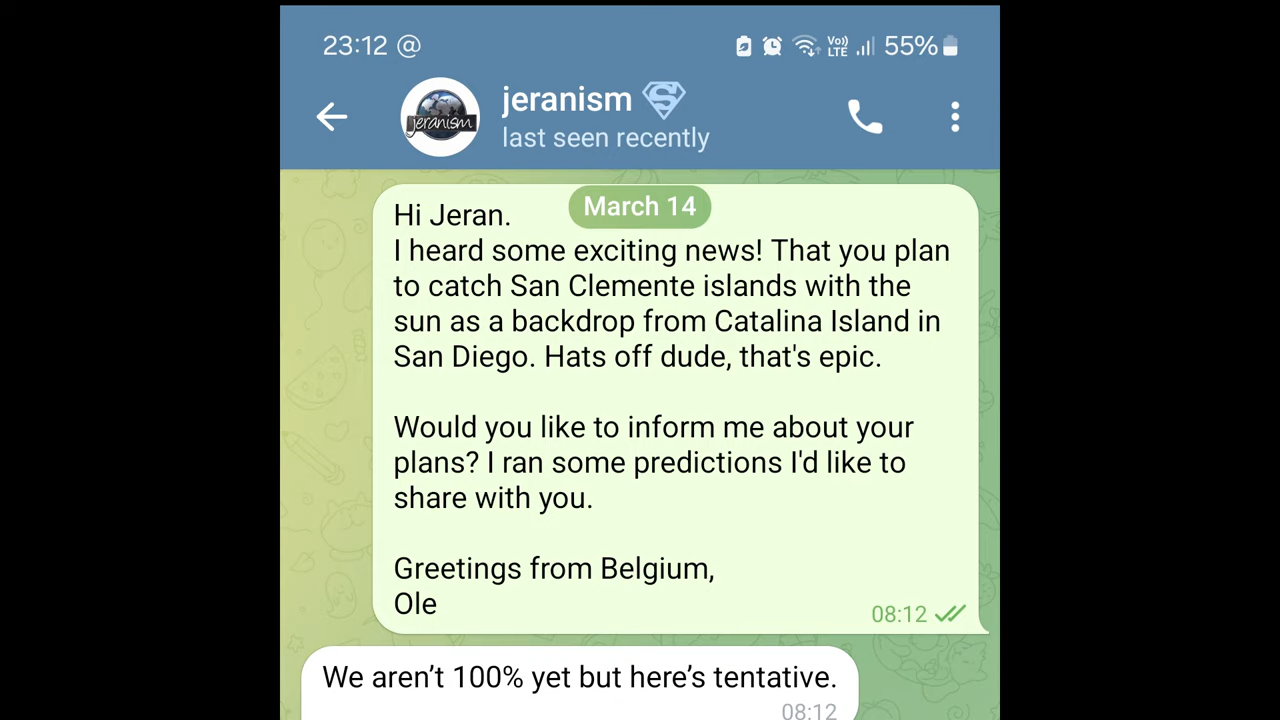 23:12 @ Vo)) LTE 55%
jeranism
jeranism
last seen recently
March 14
Hi Jeran.
I heard some exciting news! That you plan
to catch San Clemente islands with the
sun as a backdrop from Catalina Island in
San Diego. Hats off dude, that's epic.
Would you like to inform me about your
plans? I ran some predictions I'd like to
share with you.
Greetings from Belgium,
Ole
08:12
We aren’t 100% yet but here’s tentative.
08:12